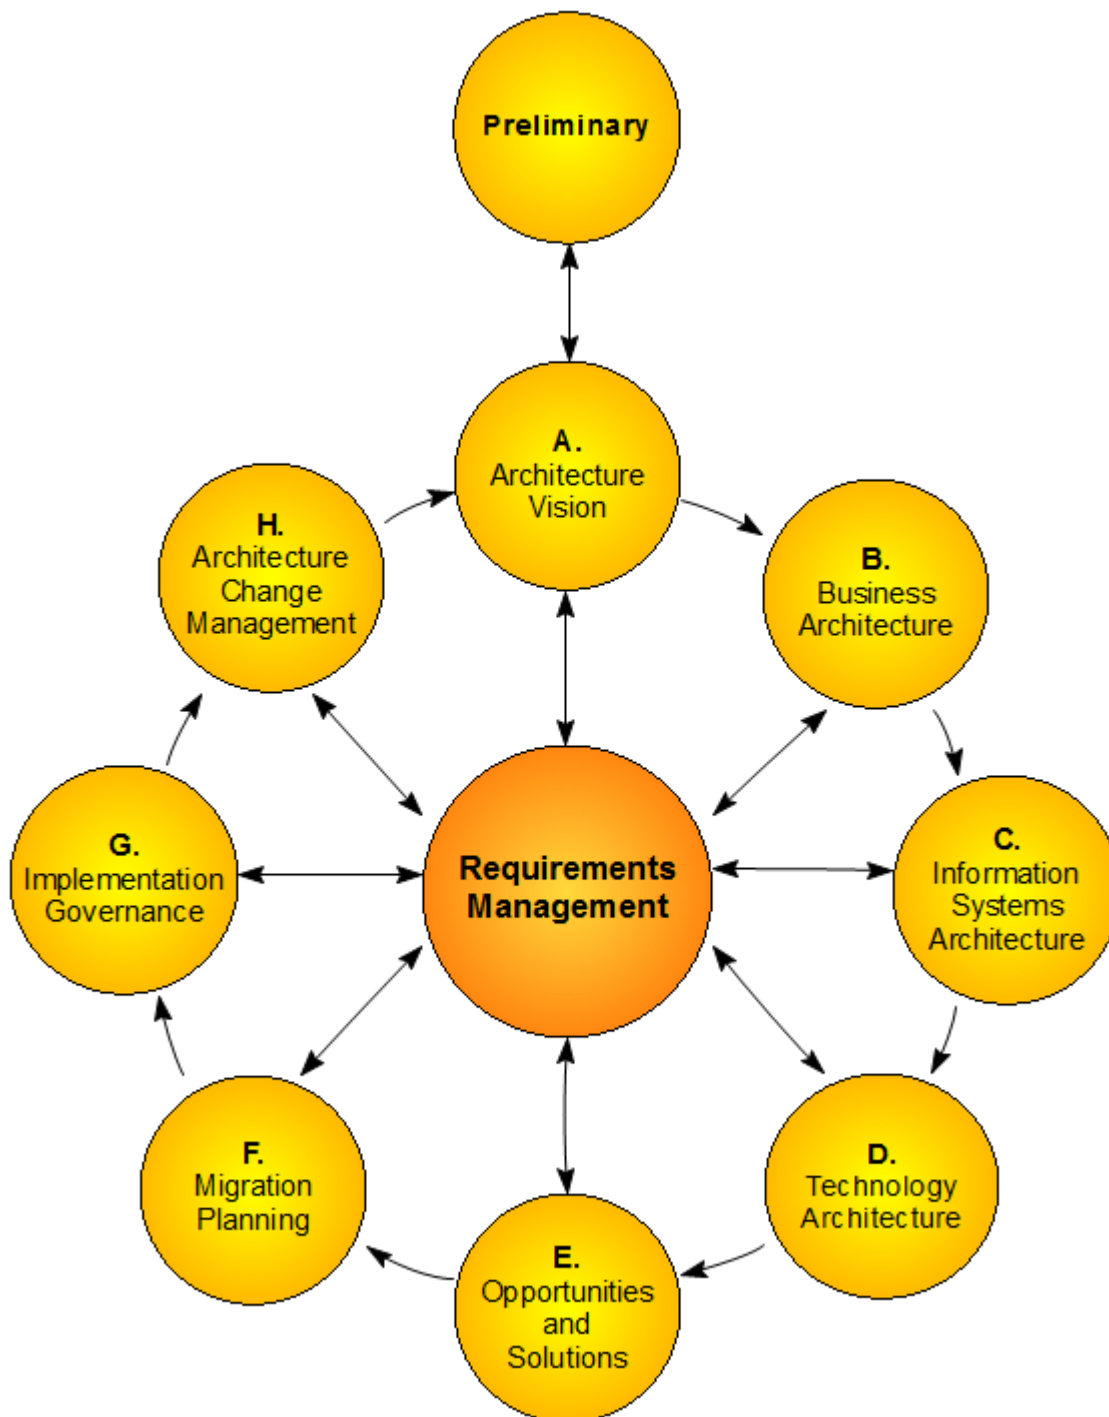 Preliminary
A.
Architecture
Vision
H.
Architecture
Change
Management
B.
Business
Architecture
G.
Implementation
Governance
Requirements
Management
C.
Information
Systems
Architecture
F.
Migration
Planning
D.
Technology
Architecture
E.
Opportunities
and
Solutions